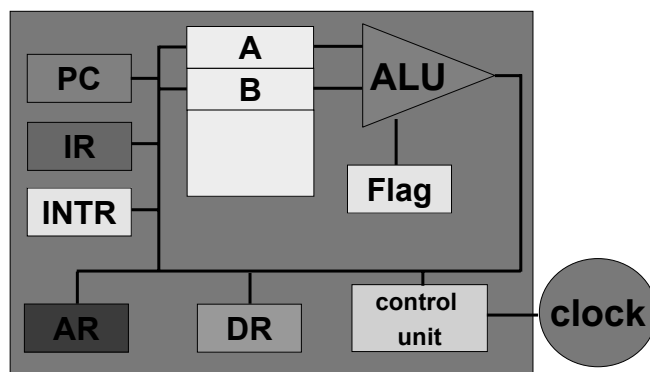 A
PC
ALU
B
IR
Flag
INTR
AR
DR
control
unit
clock